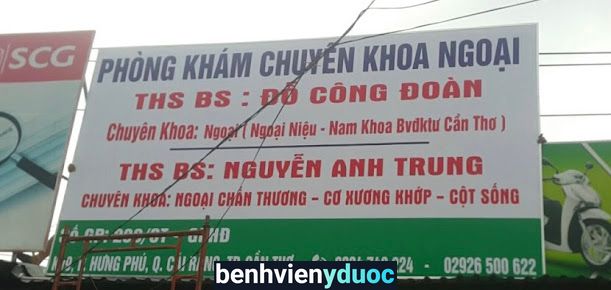 SCG
PHÒNG KHÁM CHUYÊN KHOA NGOẠI
THS BS : ĐỖ CÔNG ĐOÀN
Chuyên Khoa: Ngoại ( Ngoại Niệu - Nam Khoa Bvđktư Cần Thơ )
THS BS: NGUYỄN ANH TRUNG
CHUYÊN KHOA: NGOẠI CHẤN THƯƠNG - CƠ XƯƠNG KHỚP - CỘT SỐNG
SỐ GP:
P. HƯNG PHÚ, Q. CÁI RĂNG, TP CẦN THƠ 02926 500 622
benhvienyduoc